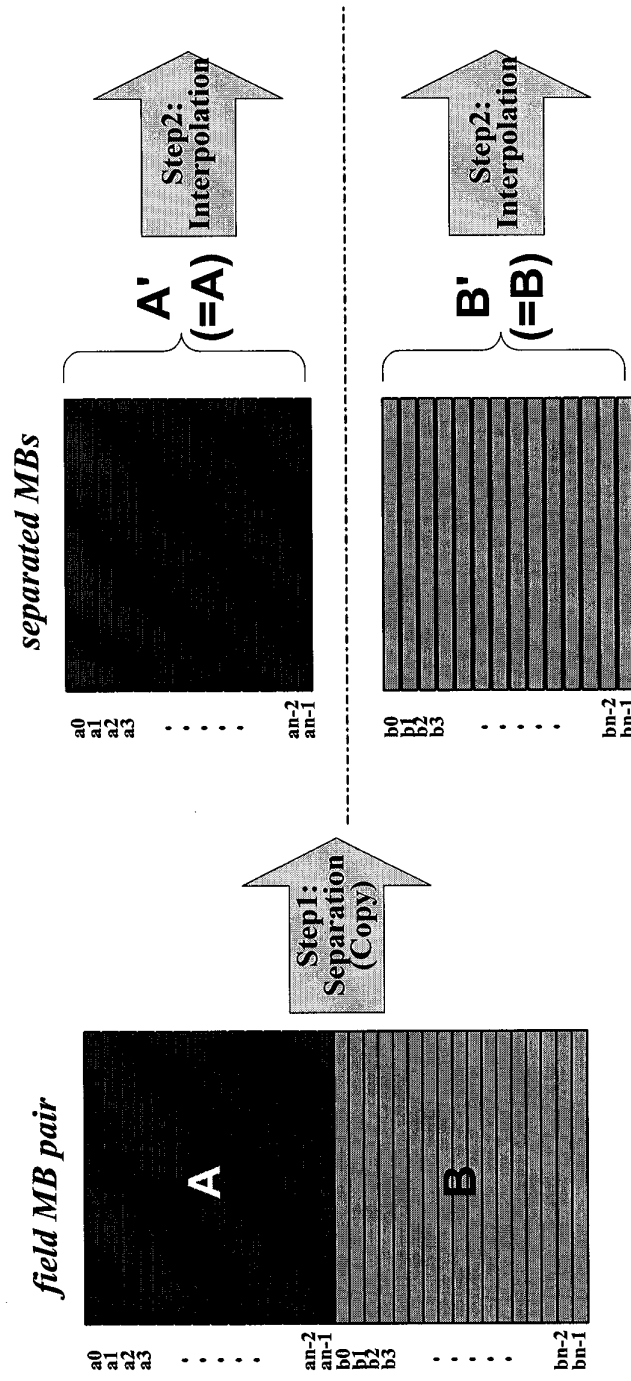 field MB pair
a0
a1
a2
a3
. . . . . .
an-2
an-1
b0
b1
b2
b3
. . . . . .
bn-2
bn-1
A
B
Step1:
Separation
(Copy)
separated MBs
a0
a1
a2
a3
. . . . .
an-2
an-1
A'
(=A)
Step2:
Interpolation
b0
b1
b2
b3
. . . . .
bn-2
bn-1
B'
(=B)
Step2:
Interpolation